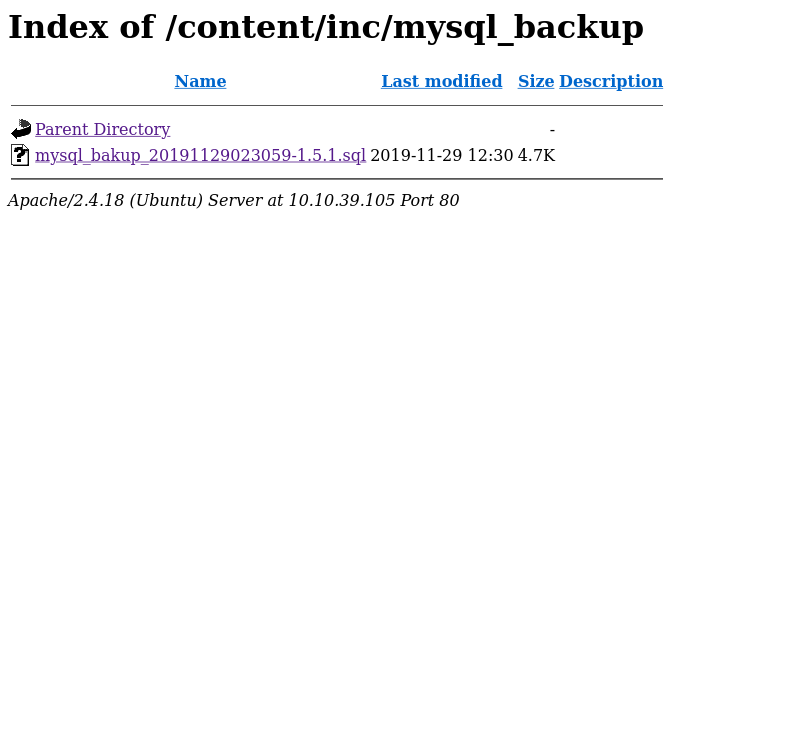 Index of /content/inc/mysql_backup
Name Last modified Size Description
Parent Directory -
mysql_bakup_20191129023059-1.5.1.sql 2019-11-29 12:30 4.7K
Apache/2.4.18 (Ubuntu) Server at 10.10.39.105 Port 80